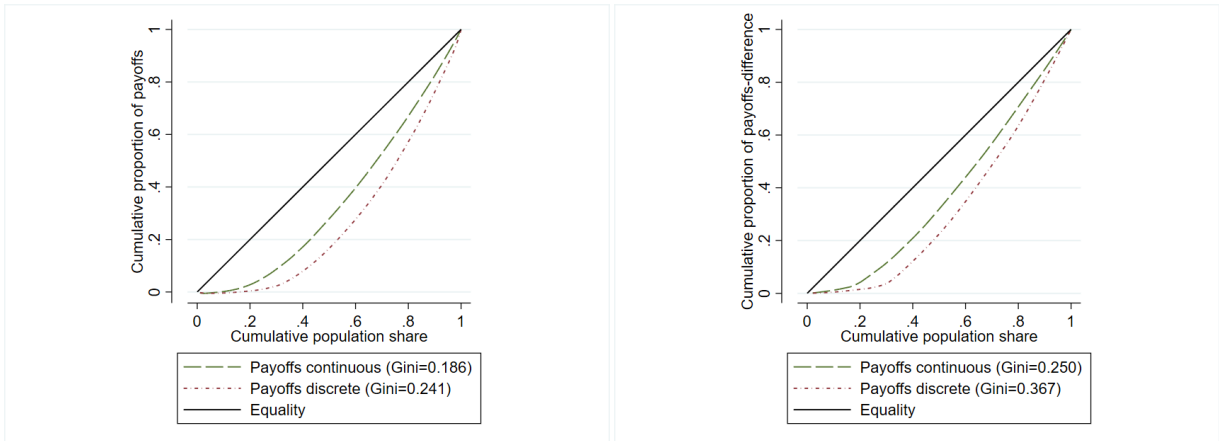 Cumulative proportion of payoffs
1
.8
.6
.4
.2
0
0 .2 .4 .6 .8 1
Cumulative population share
Payoffs continuous (Gini=0.186)
Payoffs discrete (Gini=0.241)
Equality
Cumulative proportion of payoffs-difference
1
.8
.6
.4
.2
0
0 .2 .4 .6 .8 1
Cumulative population share
Payoffs continuous (Gini=0.250)
Payoffs discrete (Gini=0.367)
Equality